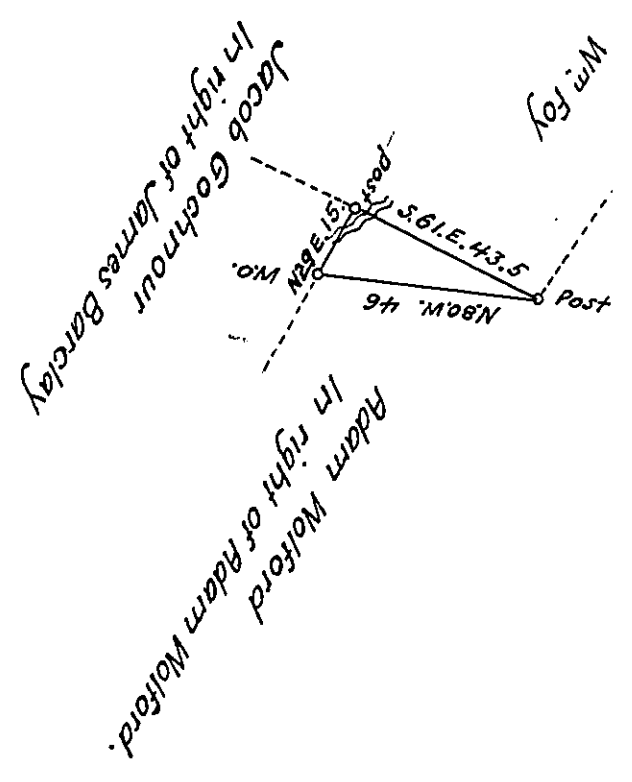 Jacob Gochnour
In right of James Barclay
Wm. Foy
post
S.61.E.43.5
N29E.15.
W.O.
N.80.W. 46
Post
Adam Wolford
In right of Adam Wolford.